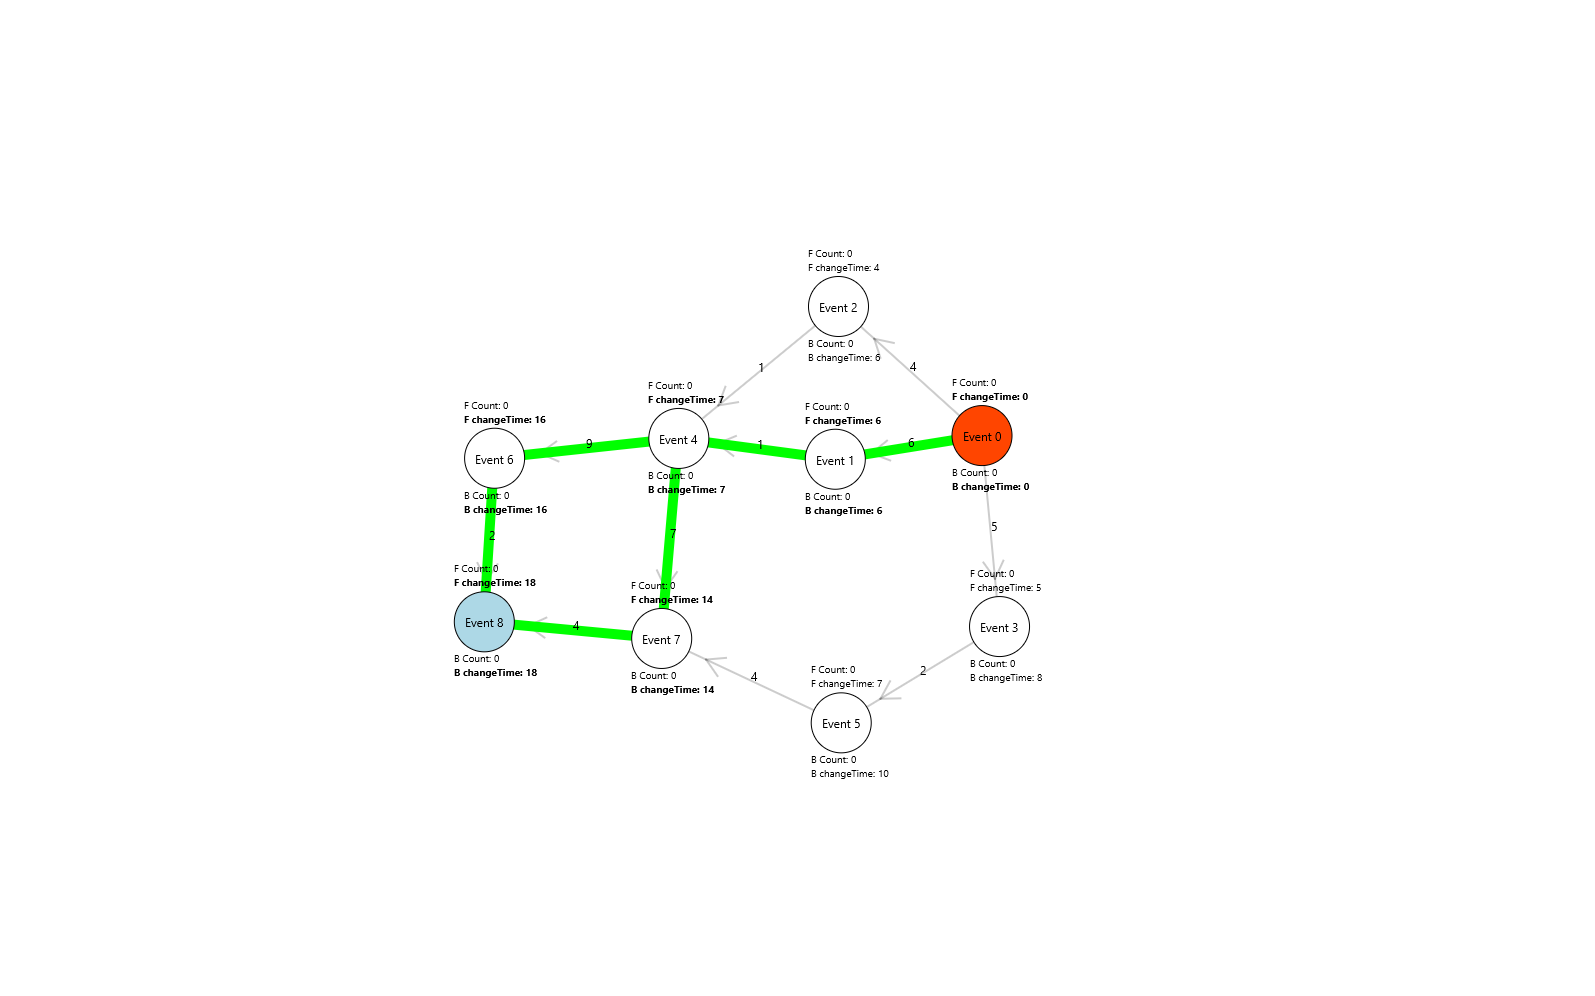 F Count: 0
F changeTime: 4
Event 2
B Count: 0
B changeTime: 6
1
4
F Count: 0
F changeTime: 7
Event 4
B Count: 0
B changeTime: 7
F Count: 0
F changeTime: 0
Event 0
B Count: 0
B changeTime: 0
F Count: 0
F changeTime: 16
Event 6
B Count: 0
B changeTime: 16
9
1
F Count: 0
F changeTime: 6
Event 1
B Count: 0
B changeTime: 6
6
2
7
5
F Count: 0
F changeTime: 18
Event 8
B Count: 0
B changeTime: 18
4
F Count: 0
F changeTime: 14
Event 7
B Count: 0
B changeTime: 14
F Count: 0
F changeTime: 5
Event 3
B Count: 0
B changeTime: 8
4
2
F Count: 0
F changeTime: 7
Event 5
B Count: 0
B changeTime: 10